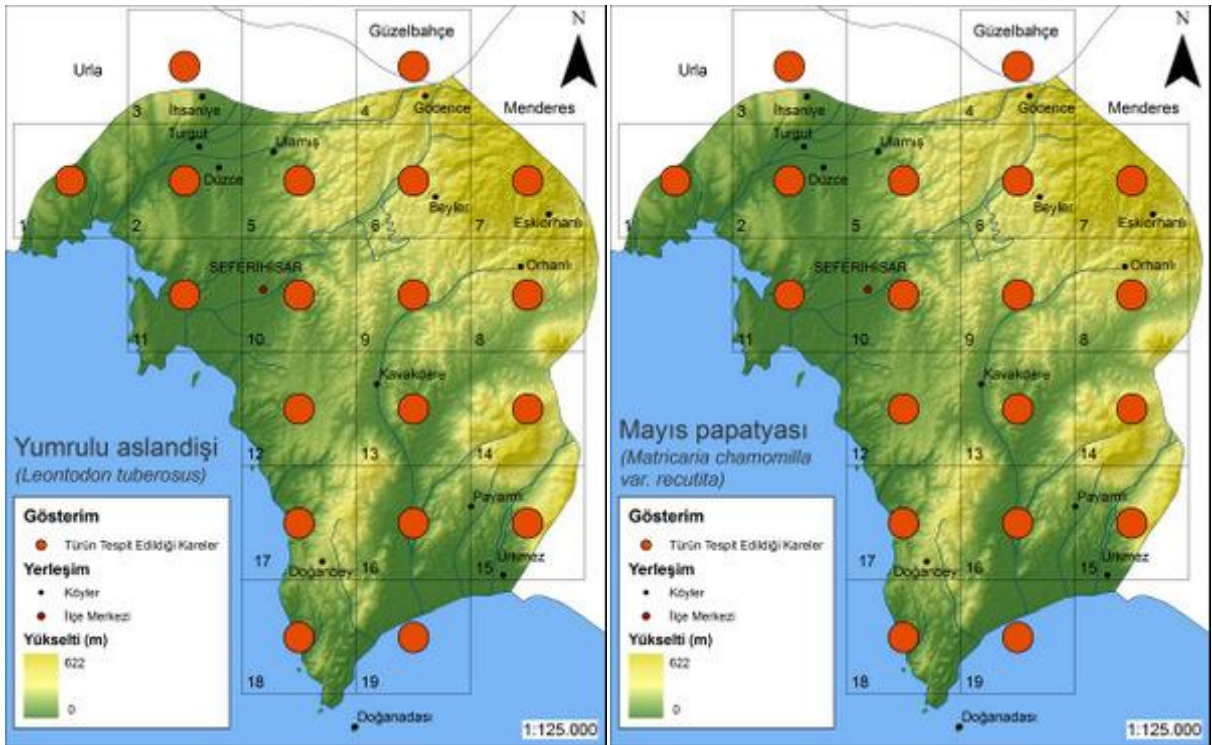 Güzelbahçe
N
Urla
3
İhsaniye
4
Gödence
Menderes
Turgut
Ulamış
Düzce
Beyler
1
2
5
6
7
Eskiorhanlı
SEFERİHİSAR
Orhanlı
11
10
9
8
Kavakdere
Yumrulu aslandişi
(Leontodon tuberosus)
12
13
14
Payamlı
Gösterim
Türün Tespit Edildiği Kareler
Yerleşim
Köyler
İlçe Merkezi
Yükselti (m)
622
0
17
Doğanbey
16
15
Ürkmez
18
19
Doğanadası
1:125.000
Güzelbahçe
N
Urla
3
İhsaniye
4
Gödence
Menderes
Turgut
Ulamış
Düzce
Beyler
1
2
5
6
7
Eskiorhanlı
SEFERİHİSAR
Orhanlı
11
10
9
8
Kavakdere
Mayıs papatyası
(Matricaria chamomilla
var. recutita)
12
13
14
Payamlı
Gösterim
Türün Tespit Edildiği Kareler
Yerleşim
Köyler
İlçe Merkezi
Yükselti (m)
622
0
17
Doğanbey
16
15
Ürkmez
18
19
Doğanadası
1:125.000